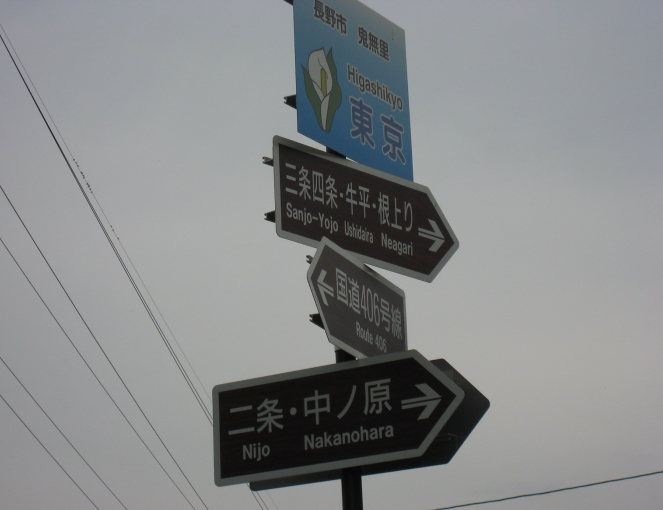 長野市 鬼無里
Higashikyo
東京
三条四条・牛平・根上り
Sanjo-Yojo Ushidaira Neagari
国道406号線
Route 406
二条・中ノ原
Nijo Nakanohara